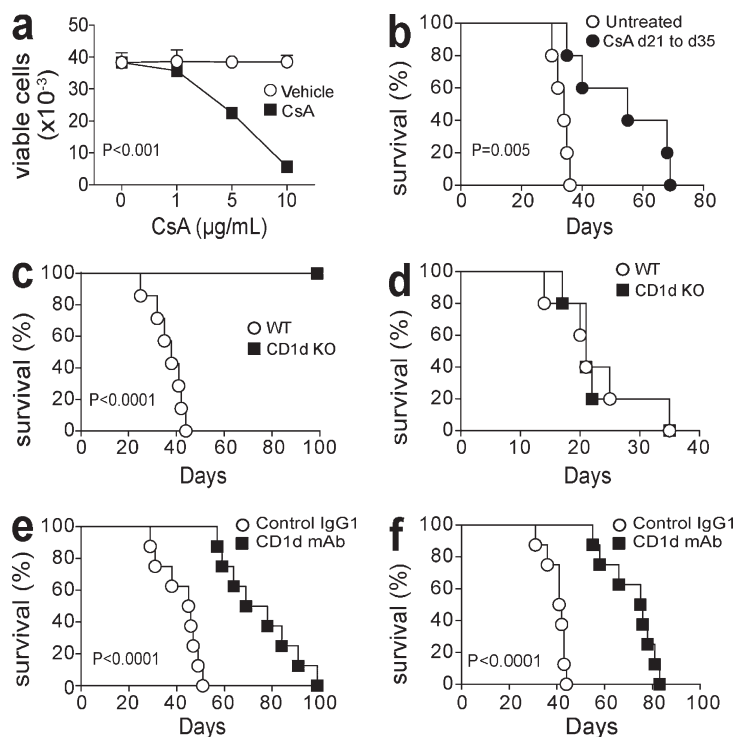 a
50
40
30
20
10
0
viable cells
(x10⁻³)
Vehicle
CsA
P<0.001
0 1 5 10
CsA (µg/mL)
b
100
80
60
40
20
0
survival (%)
Untreated
CsA d21 to d35
P=0.005
0 20 40 60 80
Days
c
100
80
60
40
20
0
survival (%)
WT
CD1d KO
P<0.0001
0 20 40 60 80 100
Days
d
100
80
60
40
20
0
survival (%)
WT
CD1d KO
0 10 20 30 40
Days
e
100
80
60
40
20
0
survival (%)
Control IgG1
CD1d mAb
P<0.0001
0 20 40 60 80 100
Days
f
100
80
60
40
20
0
survival (%)
Control IgG1
CD1d mAb
P<0.0001
0 20 40 60 80 100
Days